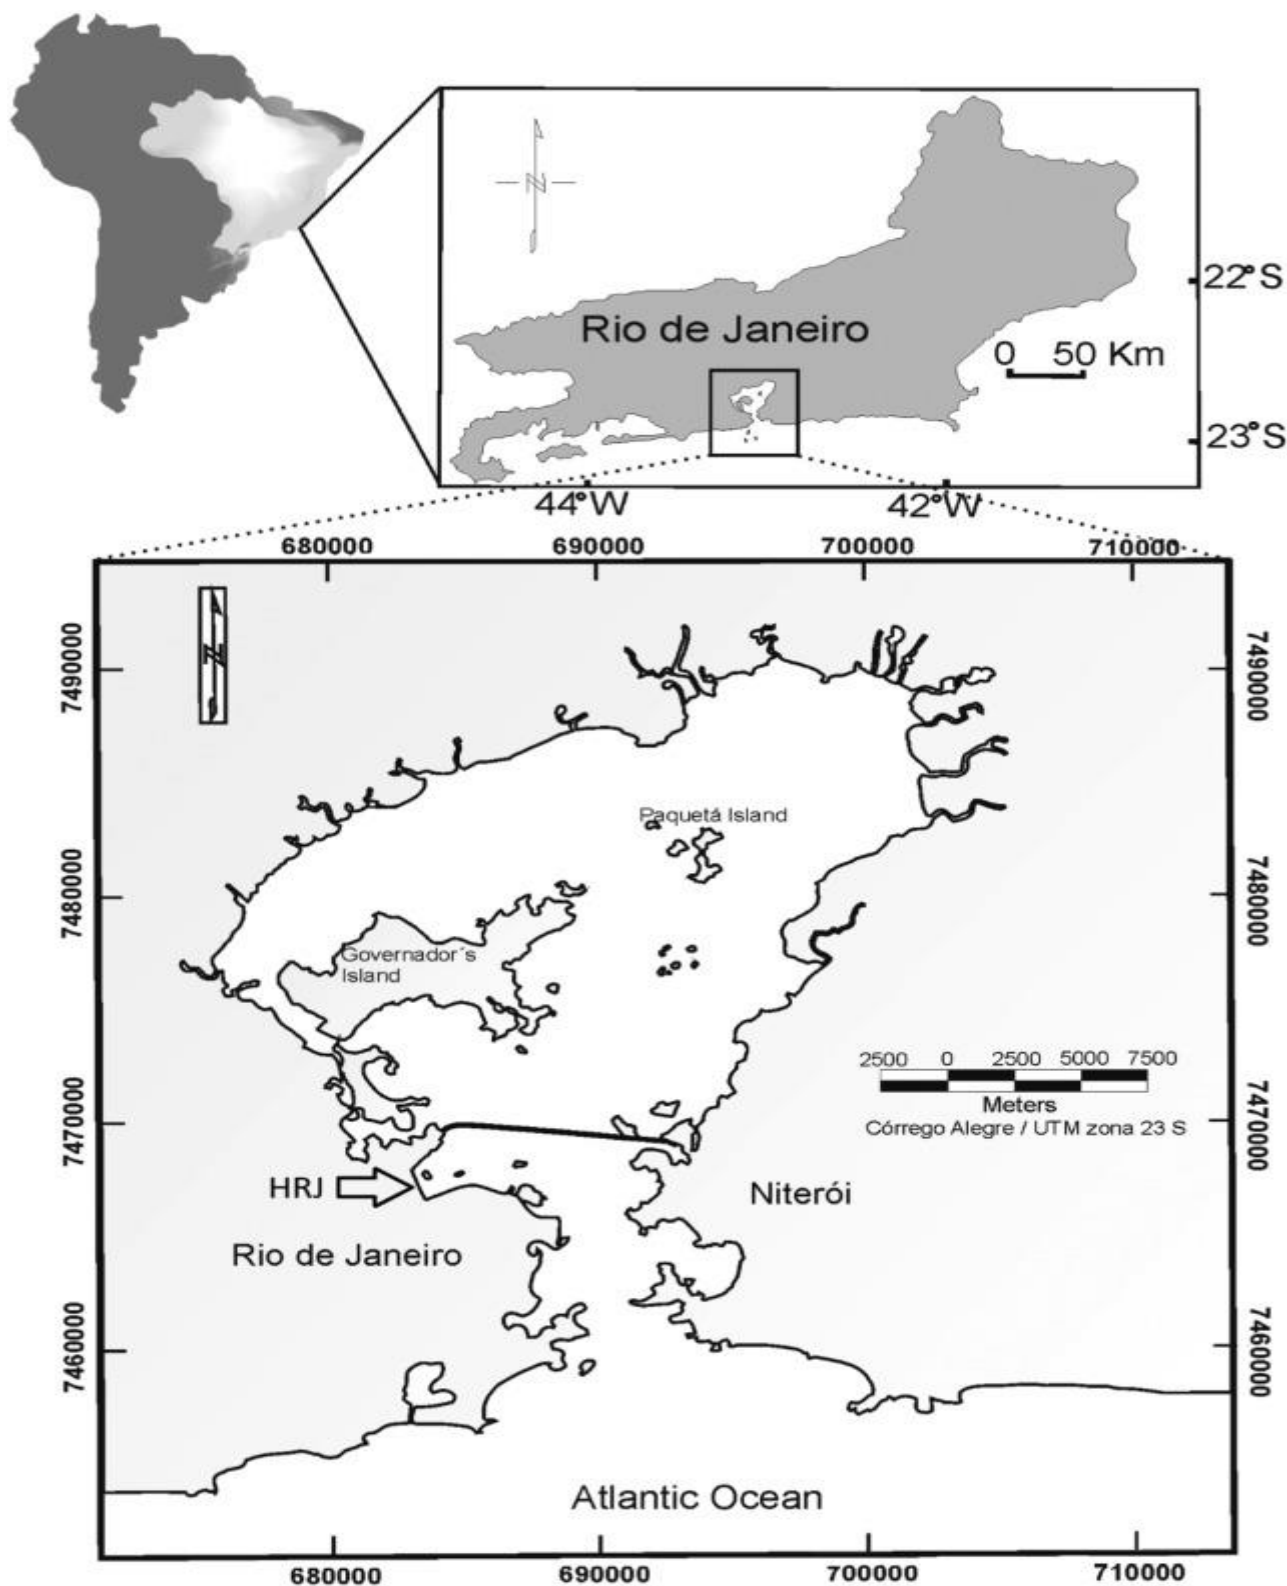 N
22°S
Rio de Janeiro
0 50 Km
23°S
44°W 42°W
680000 690000 700000 710000
N
7490000 7490000
Paquetá Island
7480000 7480000
Governador´s
Island
2500 0 2500 5000 7500
Meters
Córrego Alegre / UTM zona 23 S
7470000 7470000
HRJ
Niterói
Rio de Janeiro
7460000 7460000
Atlantic Ocean
680000 690000 700000 710000